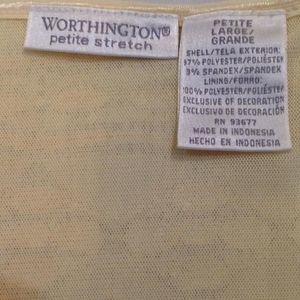 WORTHINGTON®
petite stretch
PETITE
LARGE/
GRANDE
SHELL/TELA EXTERIOR:
97% POLYESTER/POLIÉSTER
3% SPANDEX/SPANDEX
LINING/FORRO:
100% POLYESTER/POLIÉSTER
EXCLUSIVE OF DECORATION
EXCLUSIVO DE DECORATION
RN 93677
MADE IN INDONESIA
HECHO EN INDONESIA